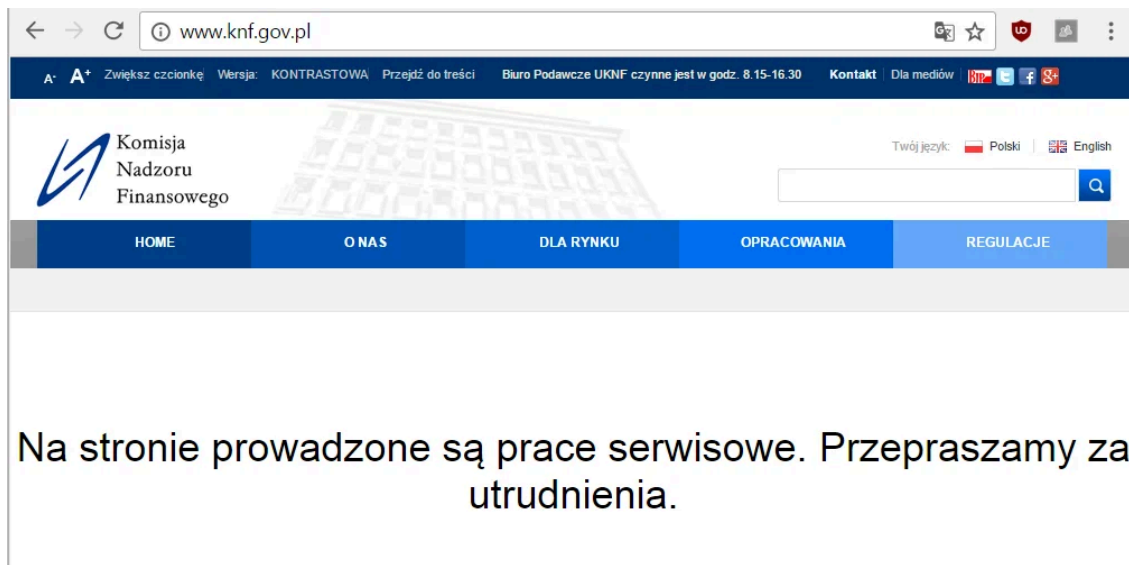 www.knf.gov.pl
A- A+ Zwiększ czcionkę Wersja: KONTRASTOWA Przejdź do treści Biuro Podawcze UKNF czynne jest w godz. 8.15-16.30 Kontakt Dla mediów
Komisja
Nadzoru
Finansowego
Twój język: Polski English
HOME O NAS DLA RYNKU OPRACOWANIA REGULACJE
Na stronie prowadzone są prace serwisowe. Przepraszamy za
utrudnienia.